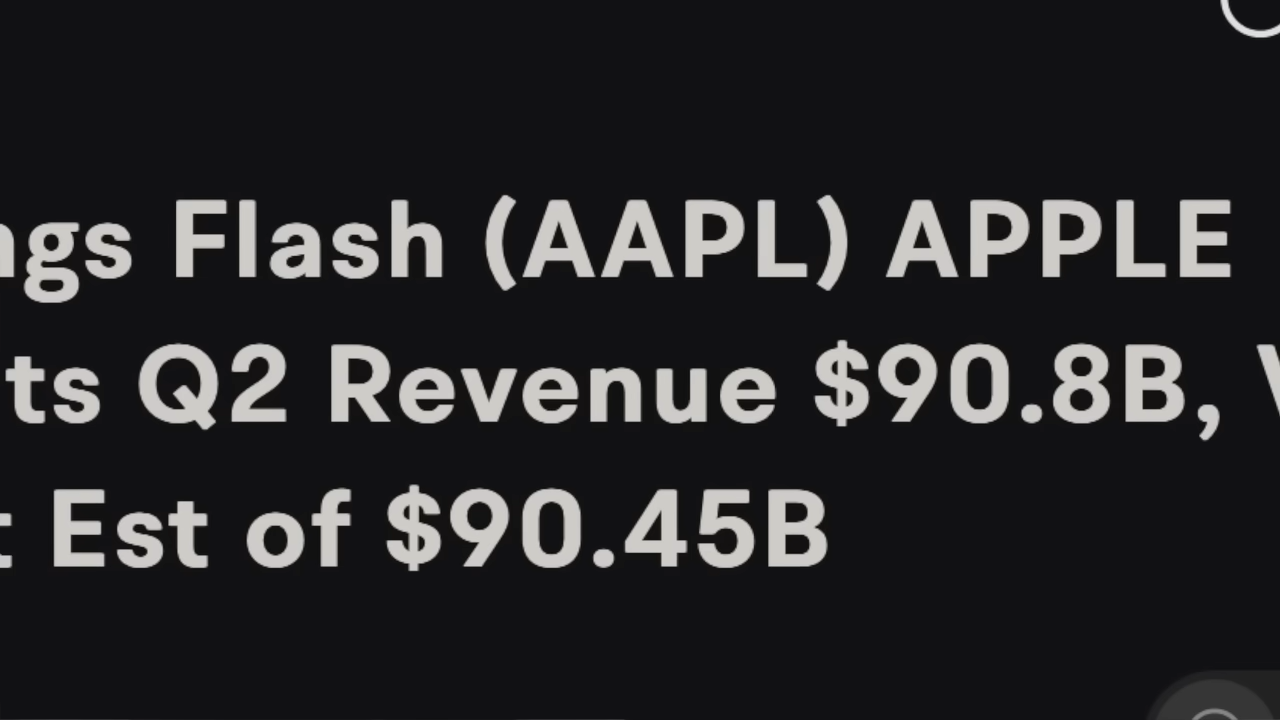 ngs Flash (AAPL) APPLE
ts Q2 Revenue $90.8B,
t Est of $90.45B